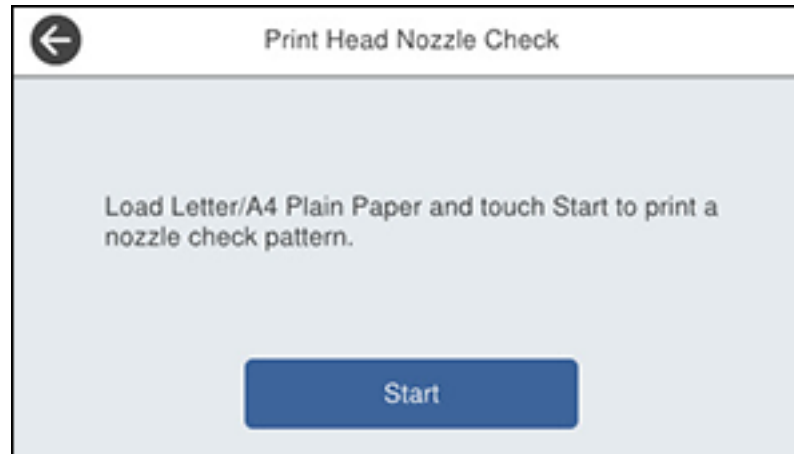 Print Head Nozzle Check
Load Letter/A4 Plain Paper and touch Start to print a
nozzle check pattern.
Start